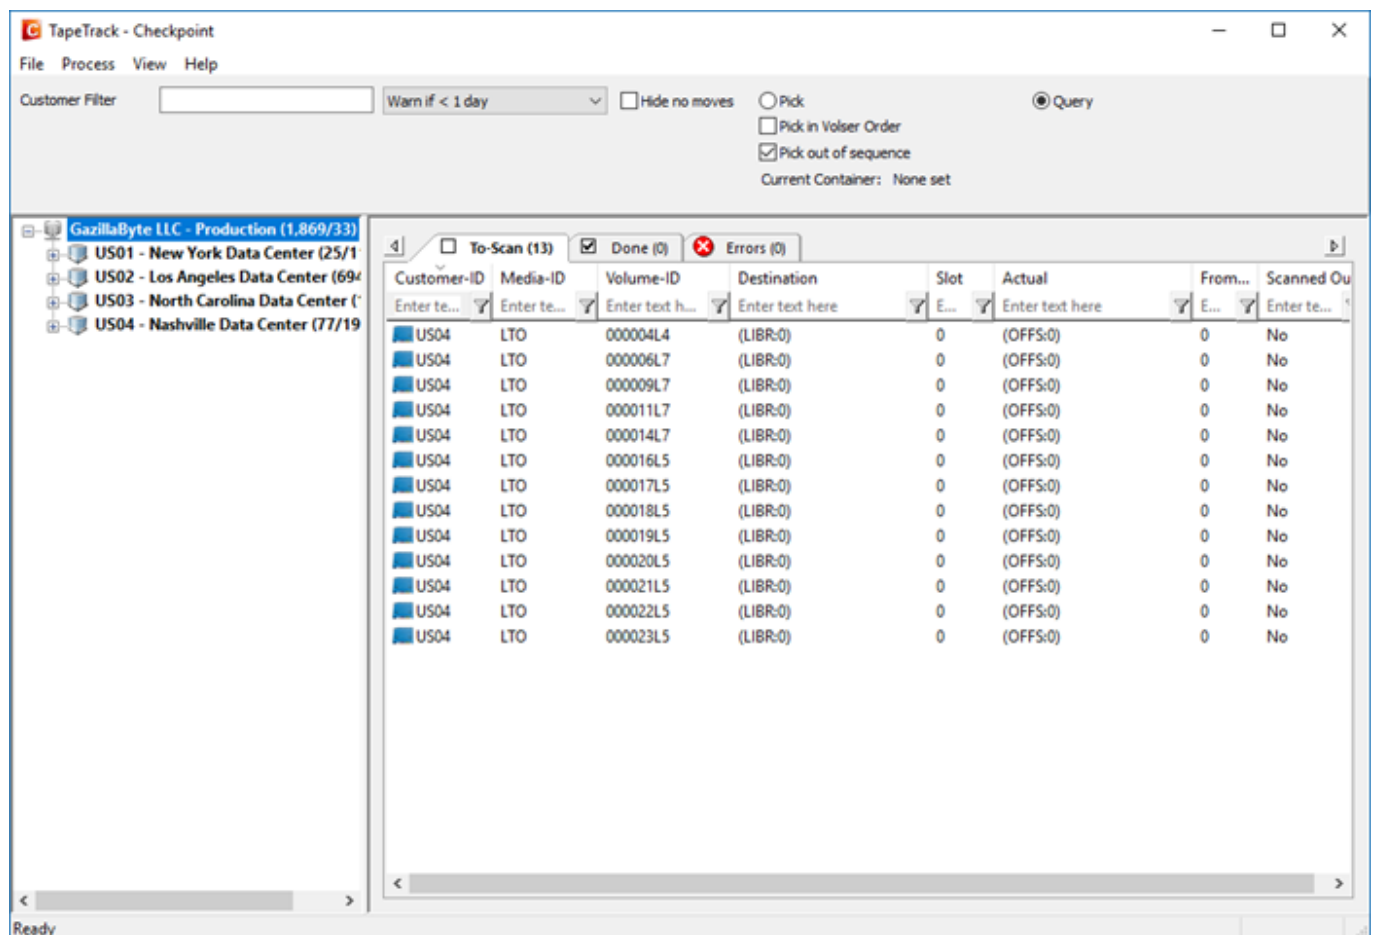 TapeTrack - Checkpoint
File Process View Help
Customer Filter Warn if < 1 day Hide no moves Pick Query
Pick in Volser Order
Pick out of sequence
Current Container: None set
GazillaByte LLC - Production (1,869/33)
US01 - New York Data Center (25/1
US02 - Los Angeles Data Center (694
US03 - North Carolina Data Center (
US04 - Nashville Data Center (77/19
To-Scan (13) Done (0) Errors (0)
Customer-ID Media-ID Volume-ID Destination Slot Actual From... Scanned Ou
Enter te... Enter te... Enter text h... Enter text here E... Enter text here E... Enter te...
US04 LTO 000004L4 (LIBR:0) 0 (OFFS:0) 0 No
US04 LTO 000006L7 (LIBR:0) 0 (OFFS:0) 0 No
US04 LTO 000009L7 (LIBR:0) 0 (OFFS:0) 0 No
US04 LTO 000011L7 (LIBR:0) 0 (OFFS:0) 0 No
US04 LTO 000014L7 (LIBR:0) 0 (OFFS:0) 0 No
US04 LTO 000016L5 (LIBR:0) 0 (OFFS:0) 0 No
US04 LTO 000017L5 (LIBR:0) 0 (OFFS:0) 0 No
US04 LTO 000018L5 (LIBR:0) 0 (OFFS:0) 0 No
US04 LTO 000019L5 (LIBR:0) 0 (OFFS:0) 0 No
US04 LTO 000020L5 (LIBR:0) 0 (OFFS:0) 0 No
US04 LTO 000021L5 (LIBR:0) 0 (OFFS:0) 0 No
US04 LTO 000022L5 (LIBR:0) 0 (OFFS:0) 0 No
US04 LTO 000023L5 (LIBR:0) 0 (OFFS:0) 0 No
Ready